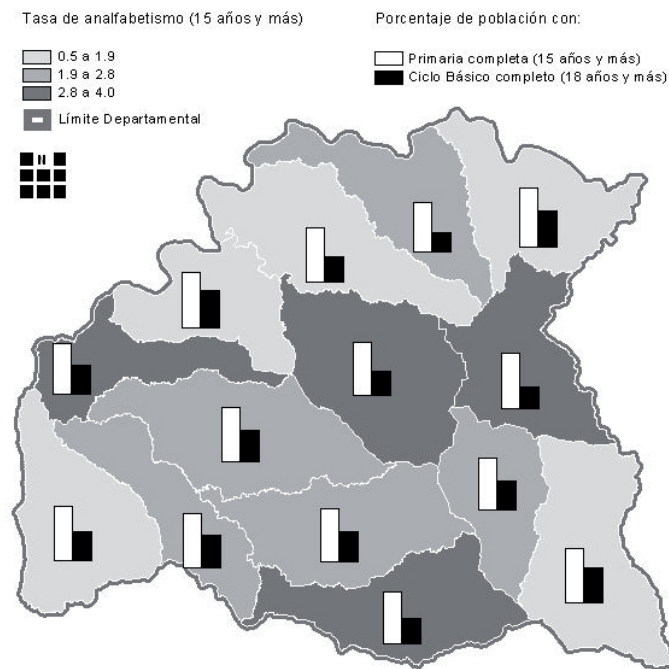 Tasa de analfabetismo (15 años y más)
0.5 a 1.9
1.9 a 2.8
2.8 a 4.0
Límite Departamental
N
Porcentaje de población con:
Primaria completa (15 años y más)
Ciclo Básico completo (18 años y más)